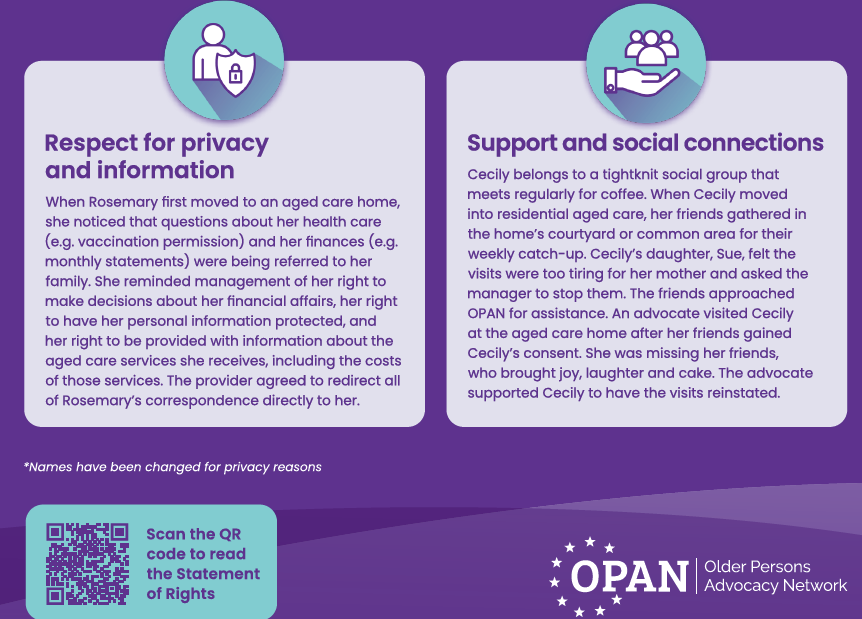 Respect for privacy
and information
When Rosemary first moved to an aged care home,
she noticed that questions about her health care
(e.g. vaccination permission) and her finances (e.g.
monthly statements) were being referred to her
family. She reminded management of her right to
make decisions about her financial affairs, her right
to have her personal information protected, and
her right to be provided with information about the
aged care services she receives, including the costs
of those services. The provider agreed to redirect all
of Rosemary's correspondence directly to her.
Support and social connections
Cecily belongs to a tightknit social group that
meets regularly for coffee. When Cecily moved
into residential aged care, her friends gathered in
the home's courtyard or common area for their
weekly catch-up. Cecily's daughter, Sue, felt the
visits were too tiring for her mother and asked the
manager to stop them. The friends approached
OPAN for assistance. An advocate visited Cecily
at the aged care home after her friends gained
Cecily's consent. She was missing her friends,
who brought joy, laughter and cake. The advocate
supported Cecily to have the visits reinstated.
*Names have been changed for privacy reasons
Scan the QR
code to read
the Statement
of Rights
OPAN
Older Persons
Advocacy Network